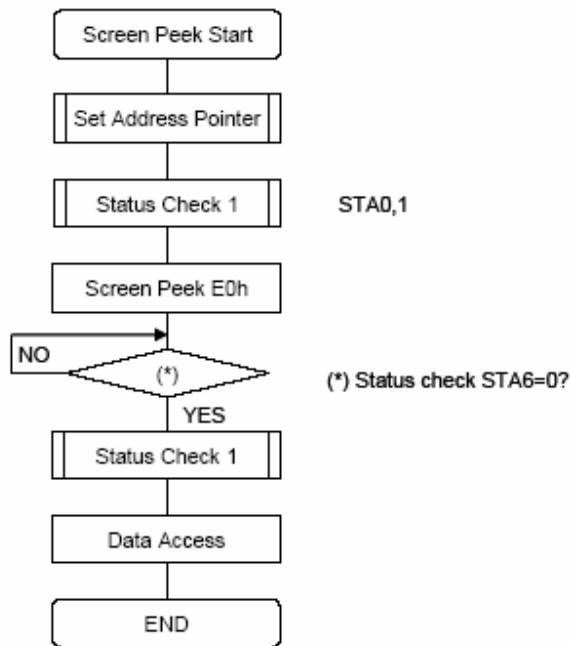 Screen Peek Start
Set Address Pointer
Status Check 1
STA0,1
Screen Peek E0h
NO
(*)
(*) Status check STA6=0?
YES
Status Check 1
Data Access
END